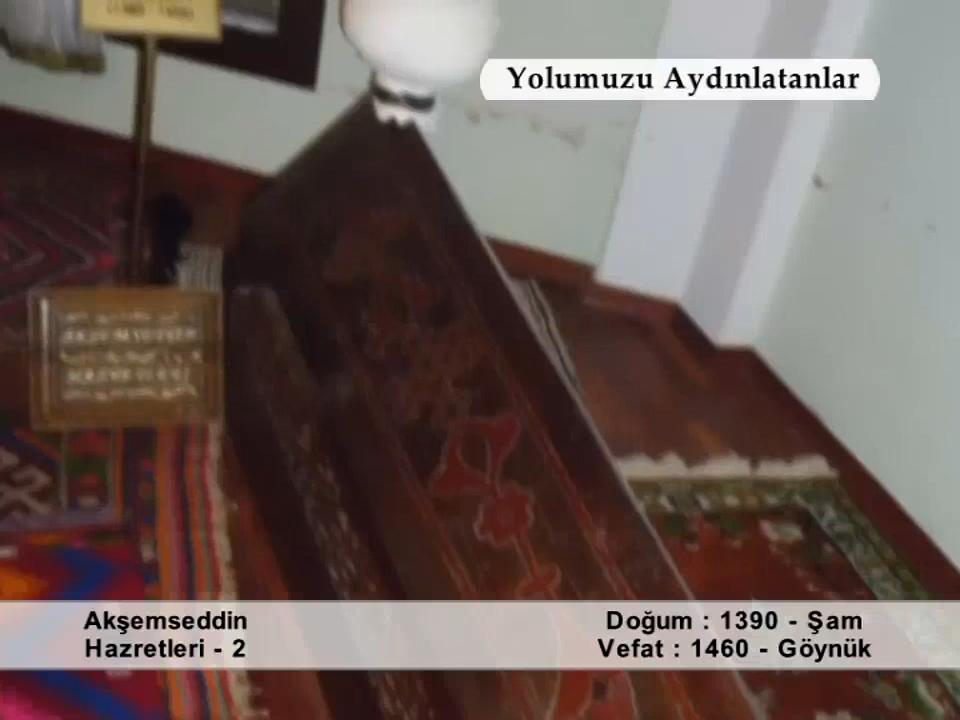 Yolumuzu Aydınlatanlar
Akşemseddin
Hazretleri - 2
Doğum : 1390 - Şam
Vefat : 1460 - Göynük